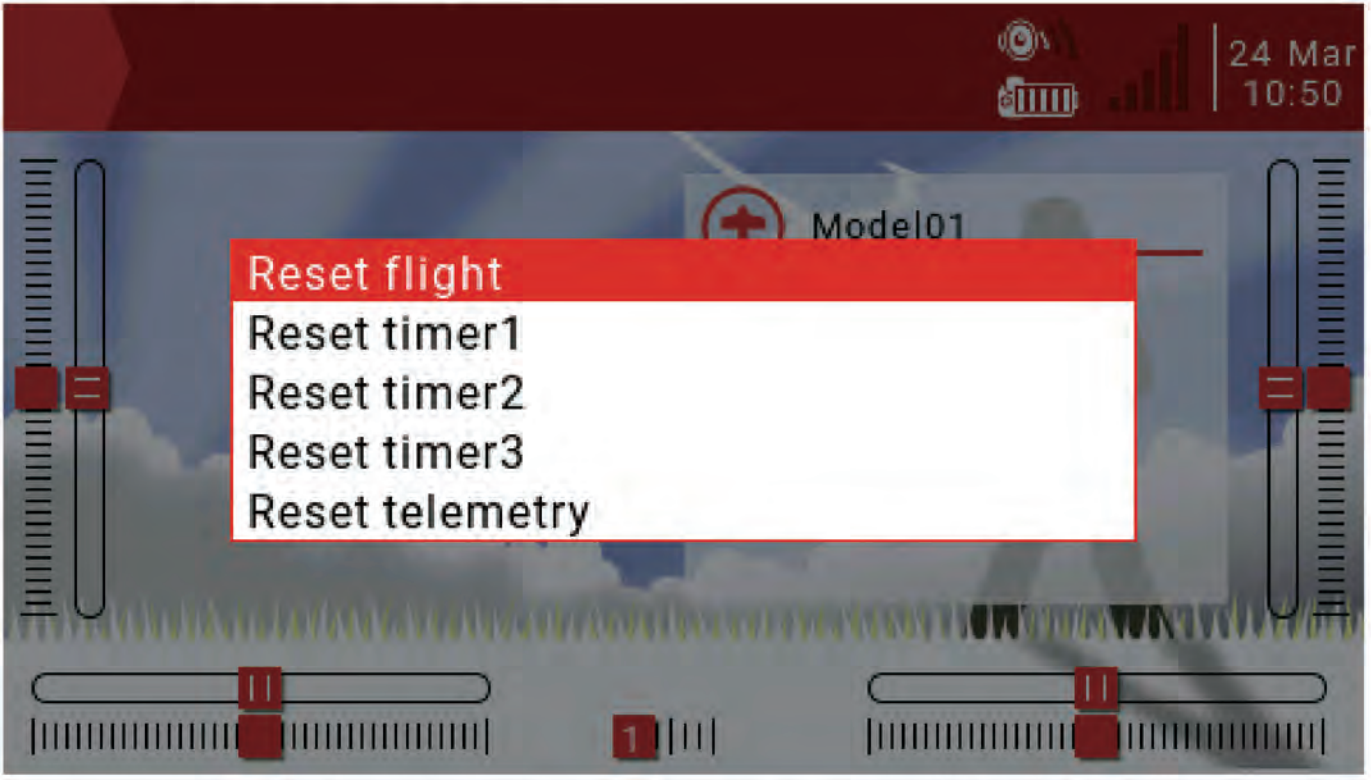 24 Mar
10:50
Model01
Reset flight
Reset timer1
Reset timer2
Reset timer3
Reset telemetry
1